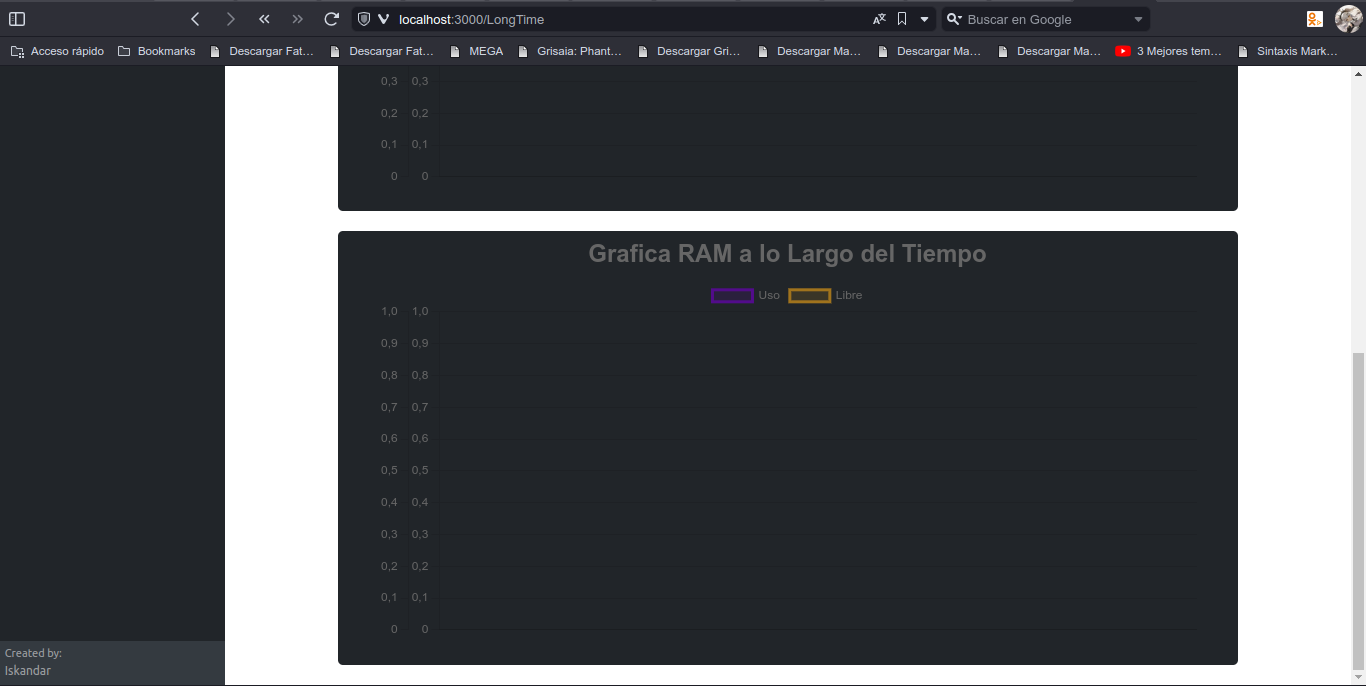 localhost:3000/LongTime
Buscar en Google
Acceso rápido
Bookmarks
Descargar Fat...
Descargar Fat...
MEGA
Grisaia: Phant...
Descargar Gri...
Descargar Ma...
Descargar Ma...
Descargar Ma...
3 Mejores tem...
Sintaxis Mark...
0,3 0,3
0,2 0,2
0,1 0,1
0 0
Grafica RAM a lo Largo del Tiempo
Uso Libre
1,0 1,0
0,9 0,9
0,8 0,8
0,7 0,7
0,6 0,6
0,5 0,5
0,4 0,4
0,3 0,3
0,2 0,2
0,1 0,1
0 0
Created by:
Iskandar